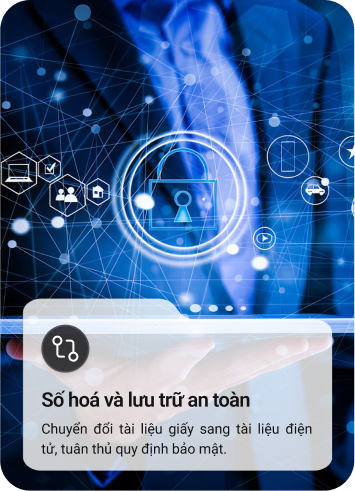 Số hoá và lưu trữ an toàn
Chuyển đổi tài liệu giấy sang tài liệu điện
tử, tuân thủ quy định bảo mật.